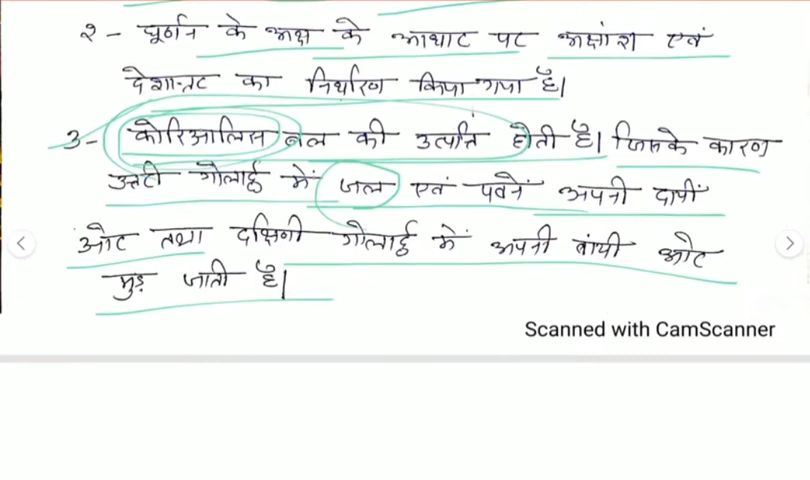 २- घूर्णन के अक्ष के आधार पर अक्षांश एवं
देशान्तर का निर्धारण किया गया है।
3- कोरिऑलिस बल की उत्पत्ति होती है। जिसके कारण
उत्तरी गोलार्द्ध में जल एवं पवनें अपनी दायीं
ओर तथा दक्षिणी गोलार्द्ध में अपनी बांयी ओर
मुड़ जाती है।
Scanned with CamScanner